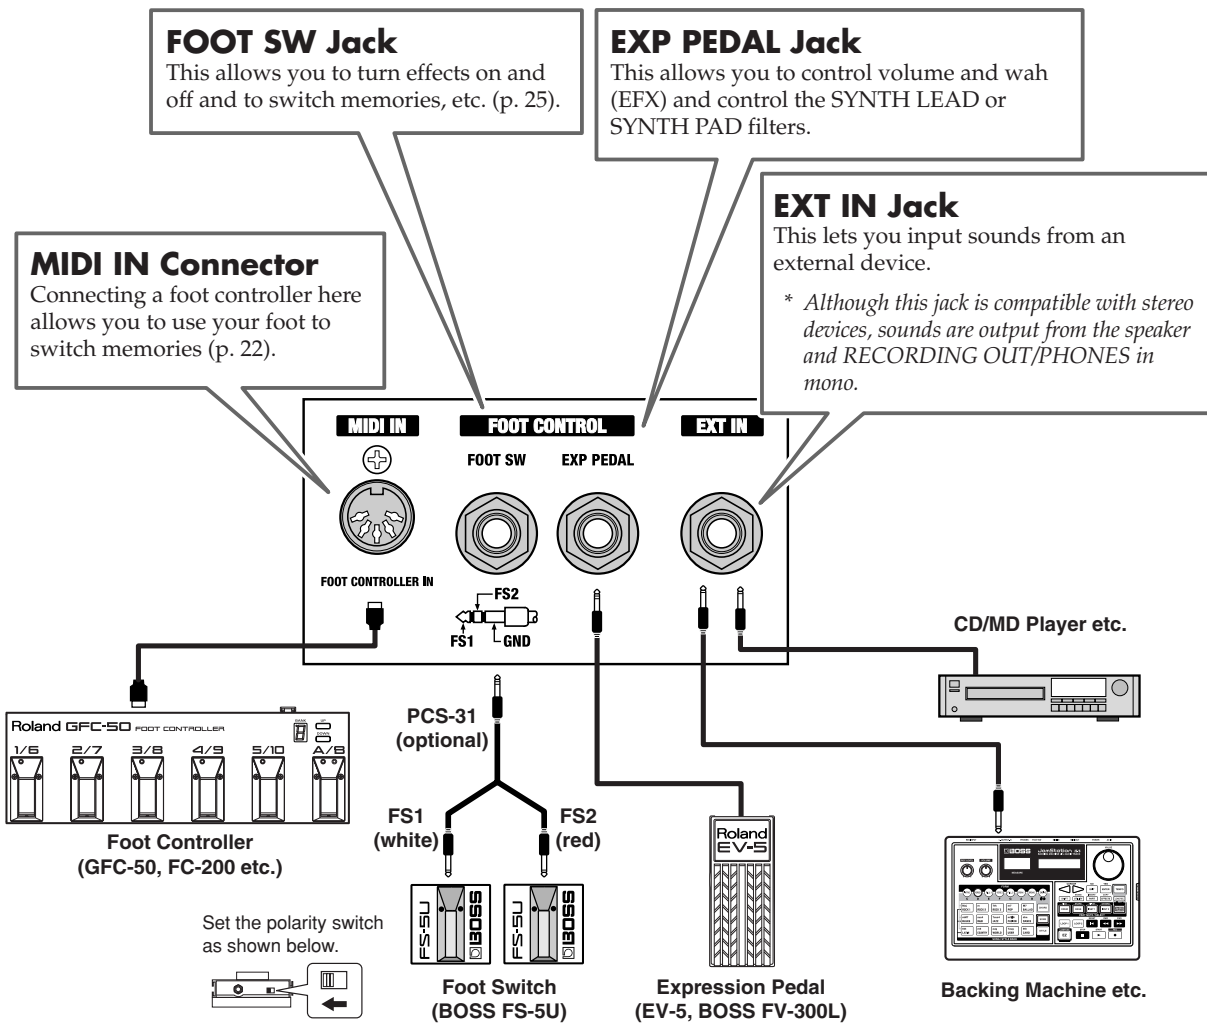 FOOT SW Jack
This allows you to turn effects on and
off and to switch memories, etc. (p. 25).
EXP PEDAL Jack
This allows you to control volume and wah
(EFX) and control the SYNTH LEAD or
SYNTH PAD filters.
EXT IN Jack
This lets you input sounds from an
external device.
* Although this jack is compatible with stereo
devices, sounds are output from the speaker
and RECORDING OUT/PHONES in
mono.
MIDI IN Connector
Connecting a foot controller here
allows you to use your foot to
switch memories (p. 22).
MIDI IN
FOOT CONTROL
EXT IN
FOOT SW
EXP PEDAL
FOOT CONTROLLER IN
FS2
FS1
GND
CD/MD Player etc.
PCS-31
(optional)
Roland GFC-50 FOOT CONTROLLER
BANK
UP
DOWN
1/6 2/7 3/8 4/9 5/10 A/B
Foot Controller
(GFC-50, FC-200 etc.)
FS1
(white)
FS2
(red)
Roland
EV-5
BOSS
JamStation
FS-5U
BOSS
FS-5U
BOSS
Set the polarity switch
as shown below.
Foot Switch
(BOSS FS-5U)
Expression Pedal
(EV-5, BOSS FV-300L)
Backing Machine etc.